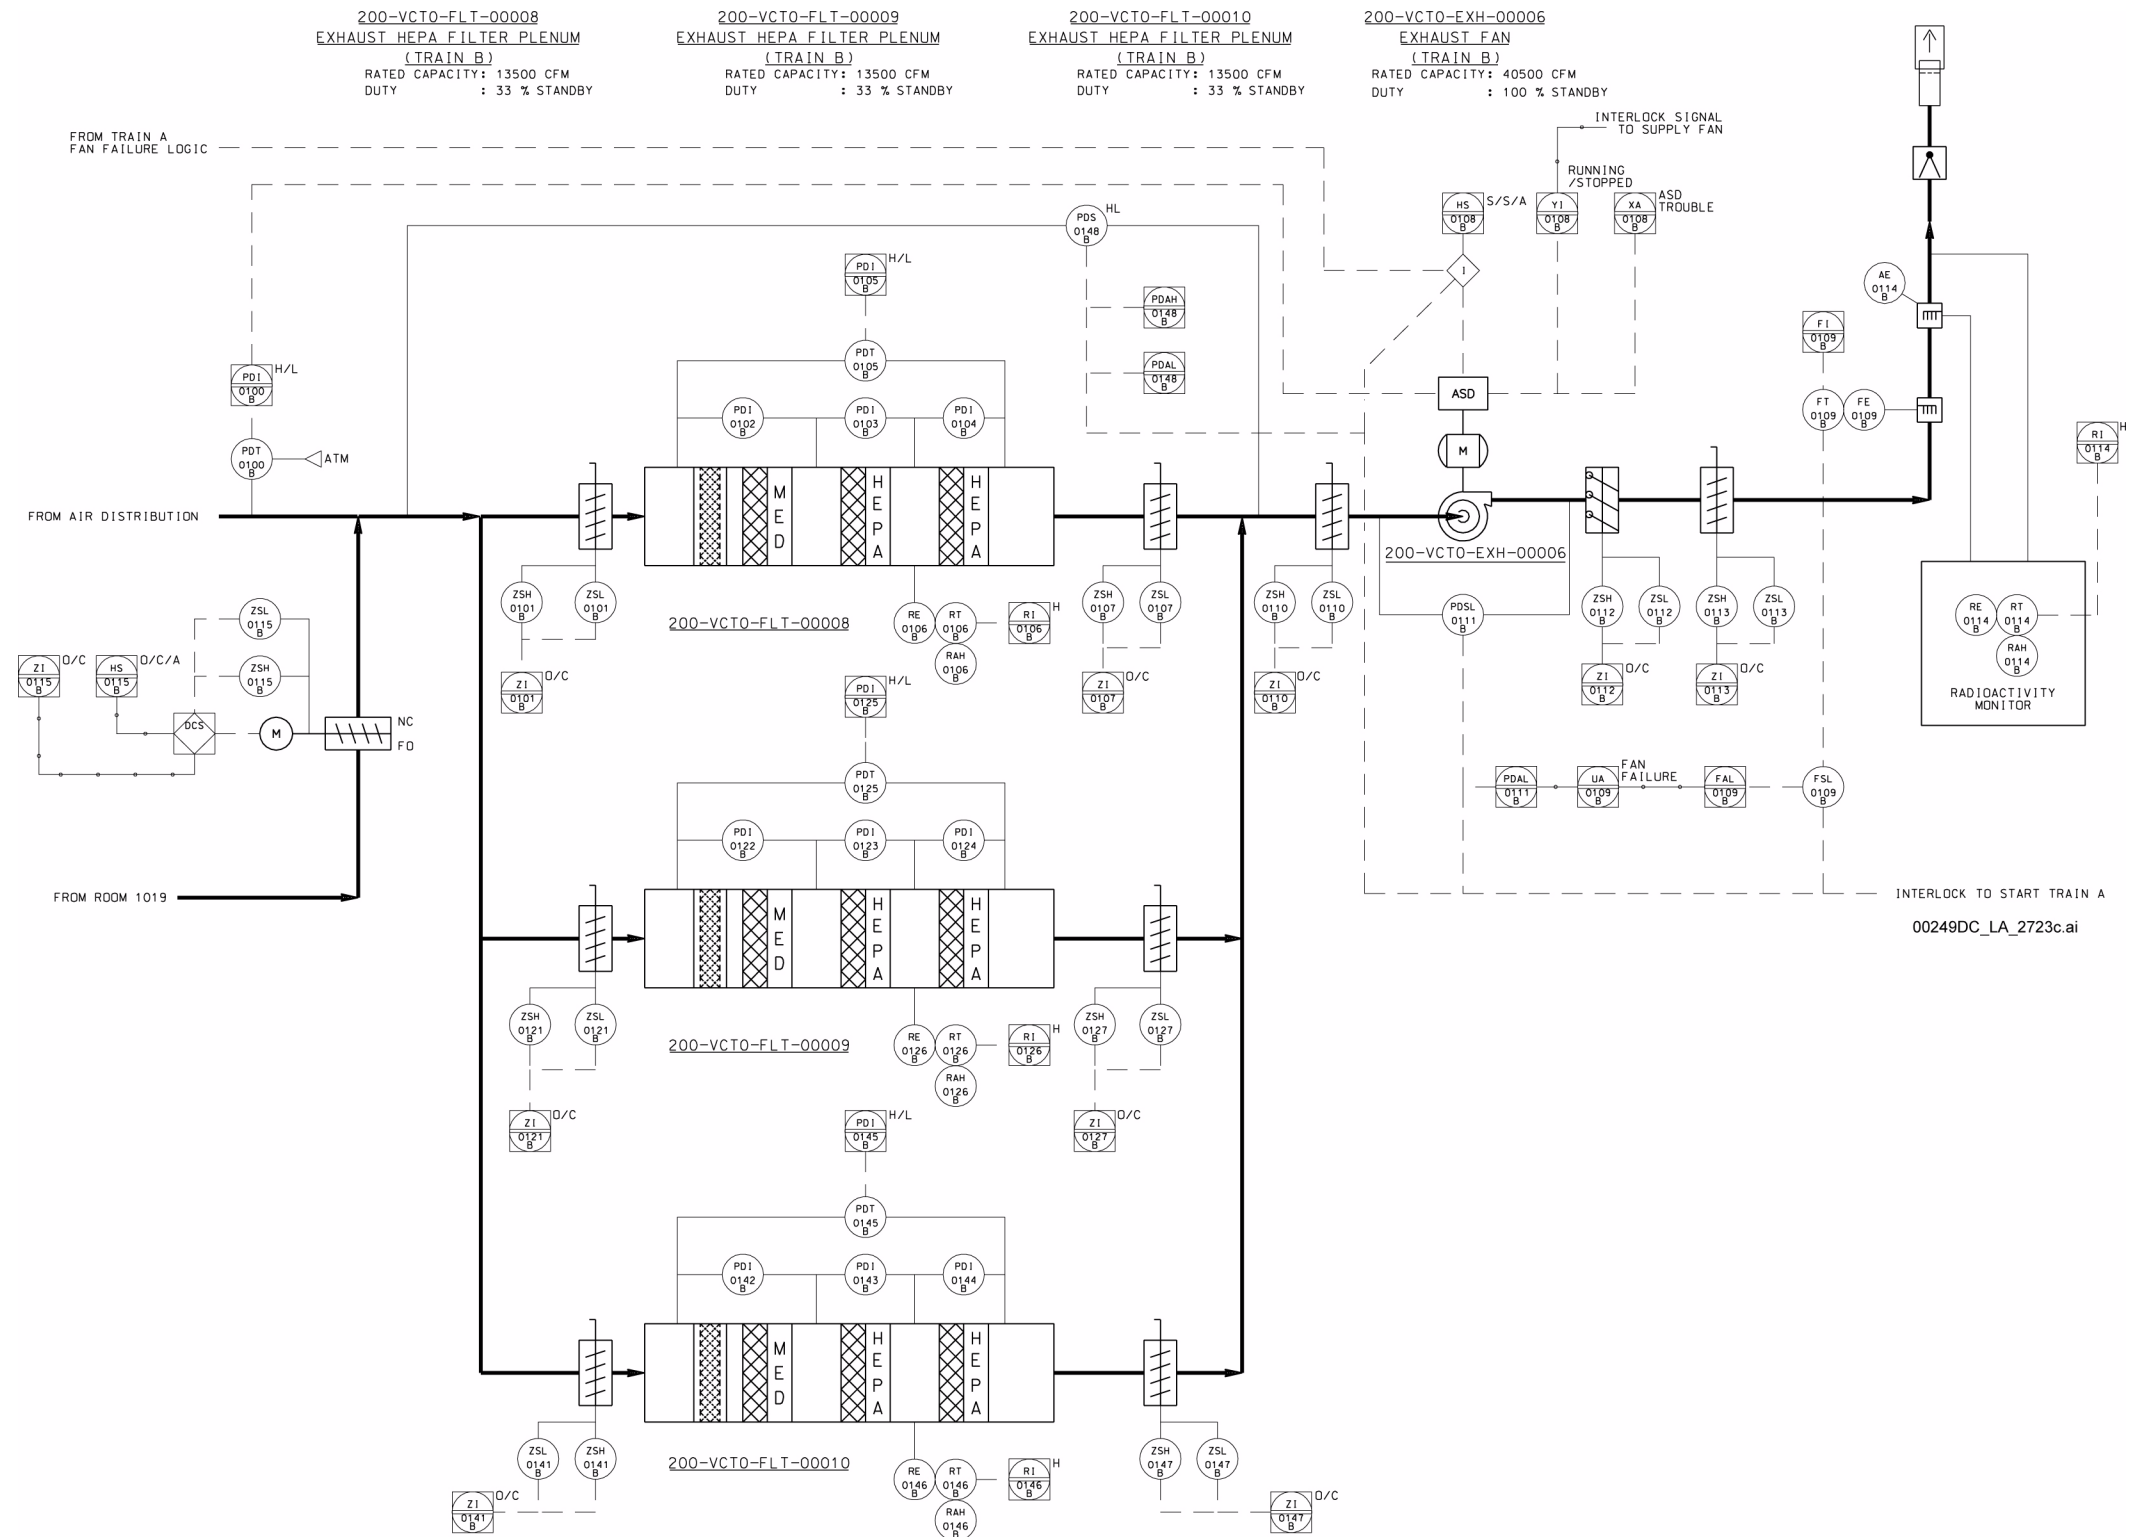 200-VCT0-FLT-00008
EXHAUST HEPA FILTER PLENUM
(TRAIN B)
RATED CAPACITY: 13500 CFM
DUTY : 33 % STANDBY
200-VCT0-FLT-00009
EXHAUST HEPA FILTER PLENUM
(TRAIN B)
RATED CAPACITY: 13500 CFM
DUTY : 33 % STANDBY
200-VCT0-FLT-00010
EXHAUST HEPA FILTER PLENUM
(TRAIN B)
RATED CAPACITY: 13500 CFM
DUTY : 33 % STANDBY
200-VCT0-EXH-00006
EXHAUST FAN
(TRAIN B)
RATED CAPACITY: 40500 CFM
DUTY : 100 % STANDBY
FROM TRAIN A
FAN FAILURE LOGIC
INTERLOCK SIGNAL
TO SUPPLY FAN
RUNNING
/STOPPED
HS
0108
B
S/S/A
YI
0108
B
XA
0108
B
ASD
TROUBLE
PDS
0148
B
HL
PDI
0105
B
H/L
I
AE
0114
B
PDAH
0148
B
FI
0109
B
PDT
0105
B
PDAL
0148
B
PDI
0100
B
H/L
ASD
PDI
0102
B
PDI
0103
B
PDI
0104
B
FT
0109
B
FE
0109
B
RI
0114
B
H
PDT
0100
B
ATM
M
MED
HEPA
HEPA
FROM AIR DISTRIBUTION
200-VCT0-EXH-00006
ZSH
0101
B
ZSL
0101
B
200-VCT0-FLT-00008
RE
0106
B
RT
0106
B
RI
0106
B
H
RAH
0106
B
ZSH
0107
B
ZSL
0107
B
ZSH
0110
B
ZSL
0110
B
PDSL
0111
B
ZSH
0112
B
ZSL
0112
B
ZSH
0113
B
ZSL
0113
B
RE
0114
B
RT
0114
B
RAH
0114
B
RADIOACTIVITY
MONITOR
ZSL
0115
B
ZI
0115
B
O/C
HS
0115
B
O/C/A
ZSH
0115
B
ZI
0101
B
O/C
PDI
0125
B
H/L
ZI
0107
B
O/C
ZI
0110
B
O/C
ZI
0112
B
O/C
ZI
0113
B
O/C
DCS
M
NC
FO
PDT
0125
B
PDAL
0111
B
UA
0109
B
FAN
FAILURE
FAL
0109
B
FSL
0109
B
PDI
0122
B
PDI
0123
B
PDI
0124
B
FROM ROOM 1019
INTERLOCK TO START TRAIN A
00249DC_LA_2723c.ai
MED
HEPA
HEPA
ZSH
0121
B
ZSL
0121
B
200-VCT0-FLT-00009
RE
0126
B
RT
0126
B
RI
0126
B
H
RAH
0126
B
ZSH
0127
B
ZSL
0127
B
ZI
0121
B
O/C
PDI
0145
B
H/L
ZI
0127
B
O/C
PDT
0145
B
PDI
0142
B
PDI
0143
B
PDI
0144
B
MED
HEPA
HEPA
ZSL
0141
B
ZSH
0141
B
200-VCT0-FLT-00010
RE
0146
B
RT
0146
B
RI
0146
B
H
RAH
0146
B
ZSH
0147
B
ZSL
0147
B
ZI
0141
B
O/C
ZI
0147
B
O/C